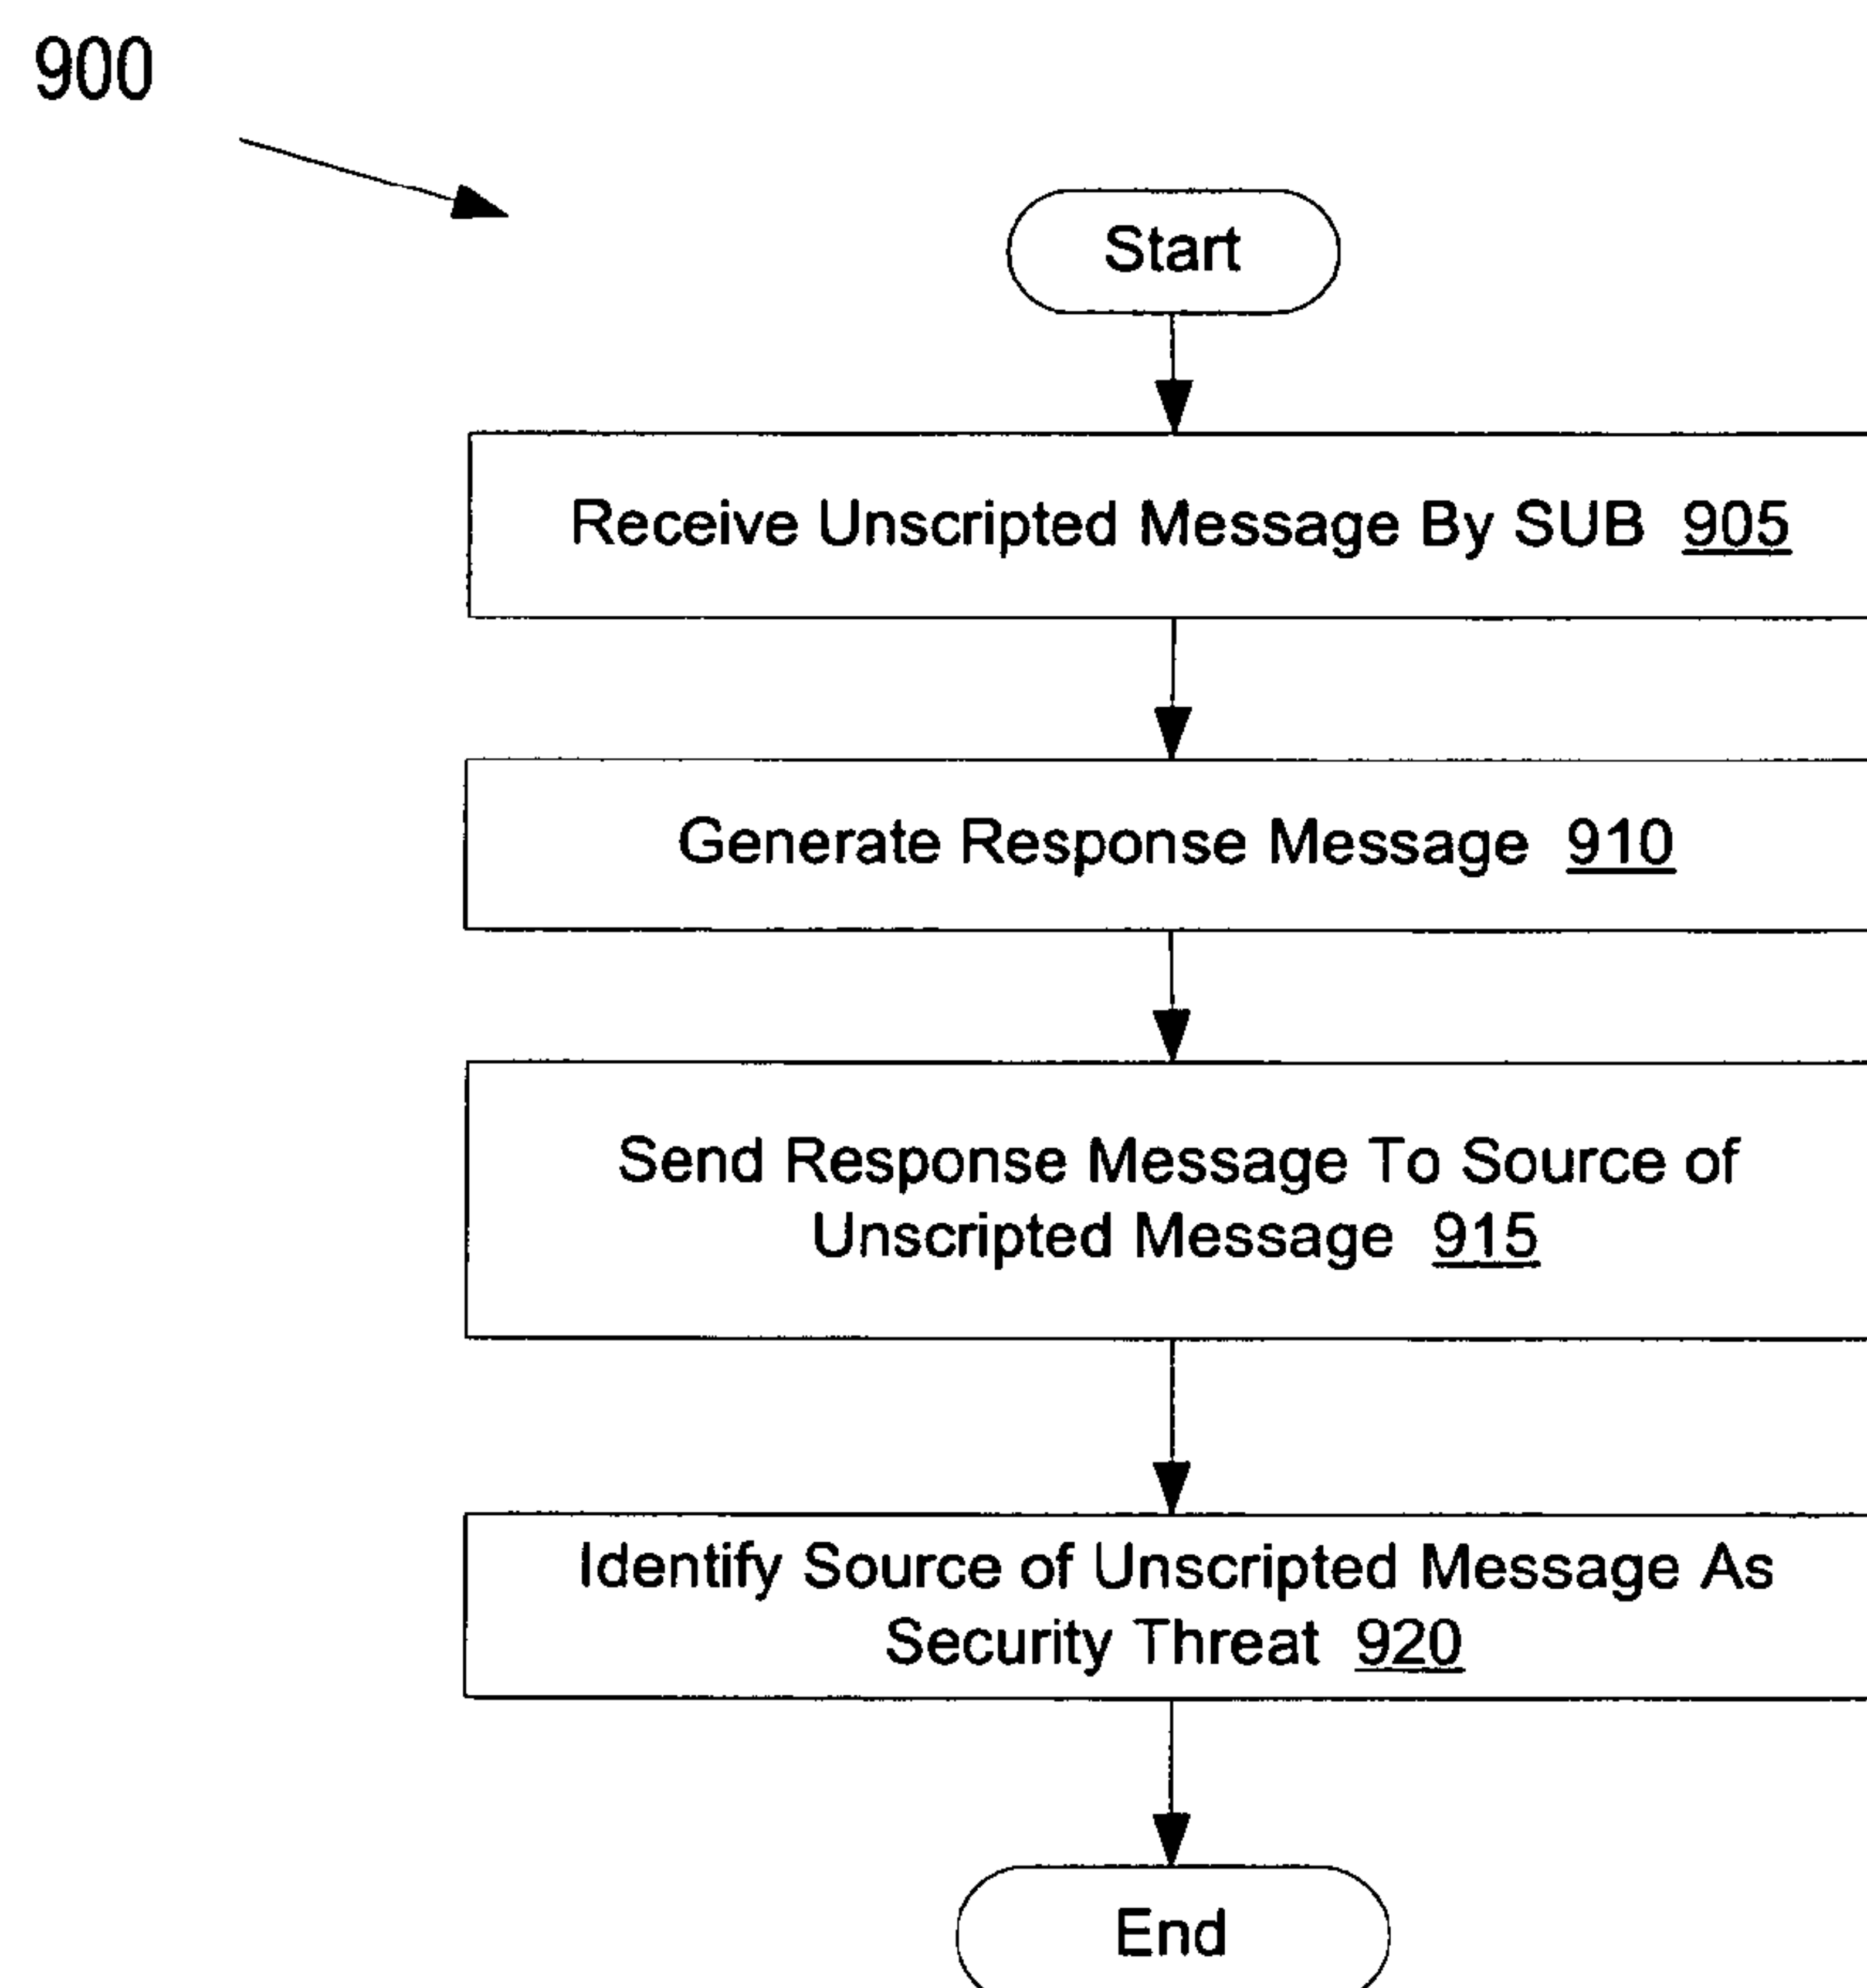 900
Start
Receive Unscripted Message By SUB 905
Generate Response Message 910
Send Response Message To Source of
Unscripted Message 915
Identify Source of Unscripted Message As
Security Threat 920
End